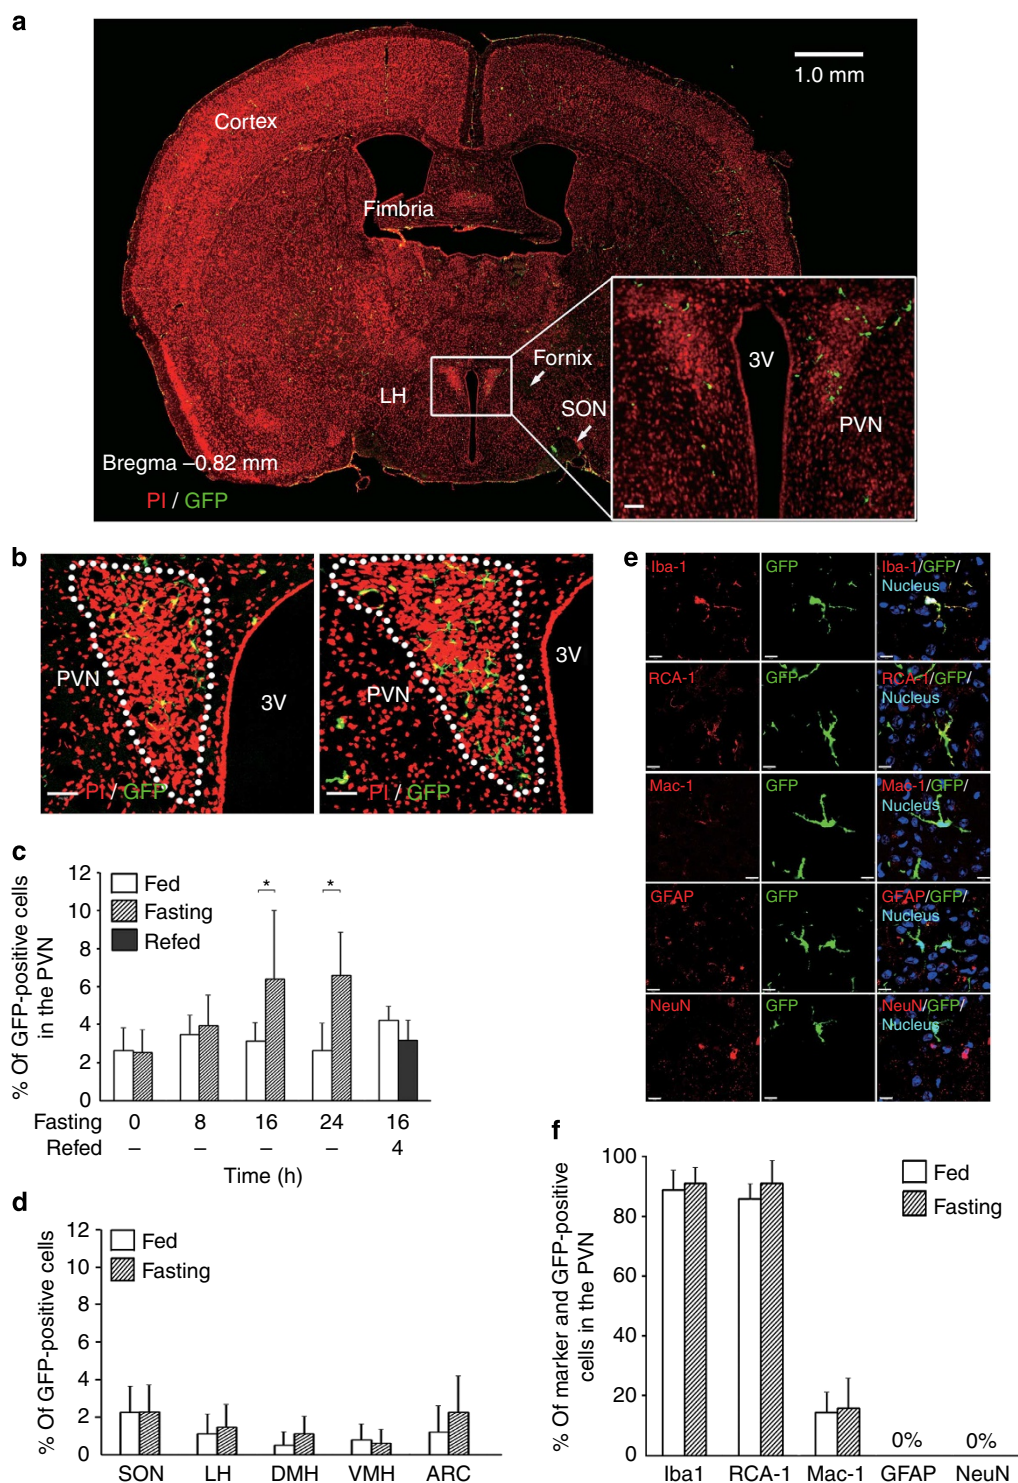 a
1.0 mm
Cortex
Fimbria
Fornix
LH
SON
3V
PVN
Bregma –0.82 mm
PI / GFP
b
PVN
3V
PI / GFP
PVN
3V
PI / GFP
c
% Of GFP-positive cells
in the PVN
12
10
8
6
4
2
0
Fed
Fasting
Refed
*
*
Fasting 0 8 16 24 16
Refed – – – – 4
Time (h)
d
% Of GFP-positive cells
12
10
8
6
4
2
0
Fed
Fasting
SON LH DMH VMH ARC
e
Iba-1
GFP
Iba-1/GFP/
Nucleus
RCA-1
GFP
RCA-1/GFP/
Nucleus
Mac-1
GFP
Mac-1/GFP/
Nucleus
GFAP
GFP
GFAP/GFP/
Nucleus
NeuN
GFP
NeuN/GFP/
Nucleus
f
% Of marker and GFP-positive
cells in the PVN
100
80
60
40
20
0
Fed
Fasting
0% 0%
Iba1 RCA-1 Mac-1 GFAP NeuN